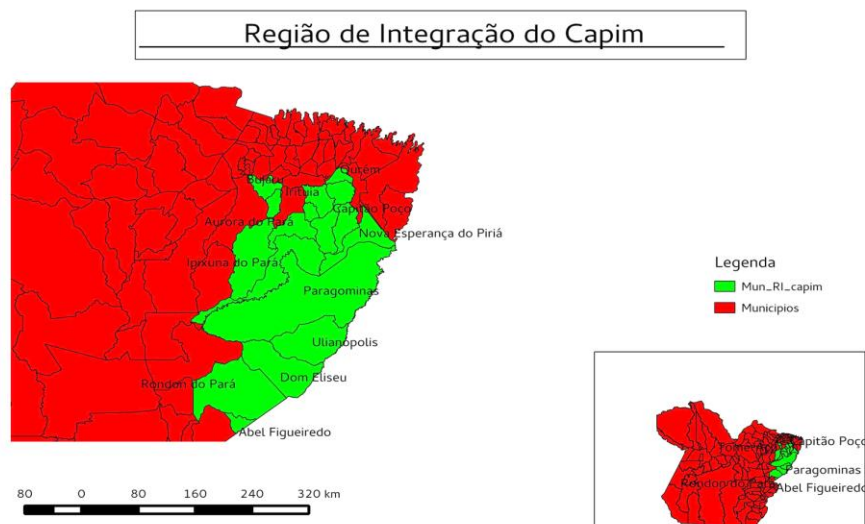 Região de Integração do Capim
Ourém
Bujaru
Irituia
Capitão Poço
Aurora do Pará
Nova Esperança do Piriá
Ipixuna do Pará
Paragominas
Ulianópolis
Rondon do Pará
Dom Eliseu
Abel Figueiredo
Legenda
Mun_RI_capim
Municipios
Capitão Poço
Paragominas
Abel Figueiredo
80 0 80 160 240 320 km